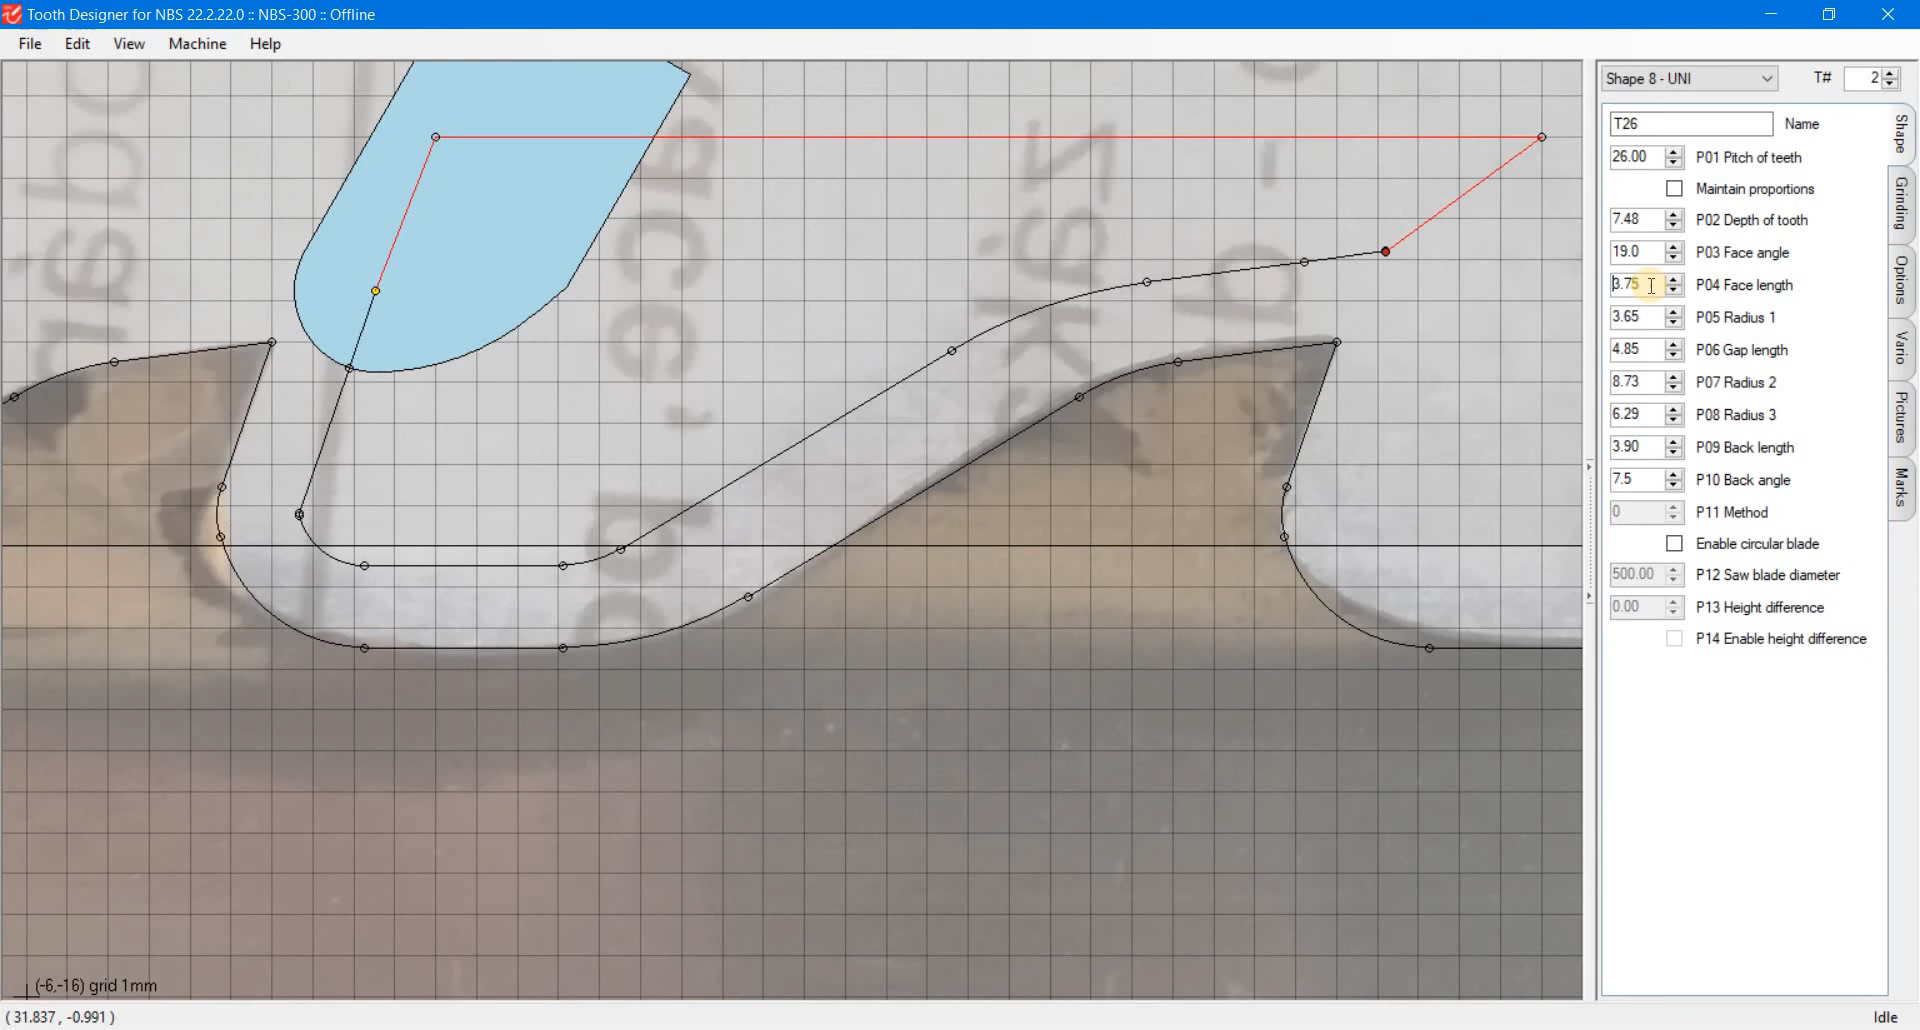 Tooth Designer for NBS 22.2.22.0 :: NBS-300 :: Offline
File Edit View Machine Help
Shape 8 - UNI T# 2
T26 Name
26.00 P01 Pitch of teeth
Maintain proportions
7.48 P02 Depth of tooth
19.0 P03 Face angle
3.75 P04 Face length
3.65 P05 Radius 1
4.85 P06 Gap length
8.73 P07 Radius 2
6.29 P08 Radius 3
3.90 P09 Back length
7.5 P10 Back angle
0 P11 Method
Enable circular blade
500.00 P12 Saw blade diameter
0.00 P13 Height difference
P14 Enable height difference
Shape
Grinding
Options
Vario
Pictures
Marks
(-6,-16) grid 1mm
( 31.837 , -0.991 )
Idle